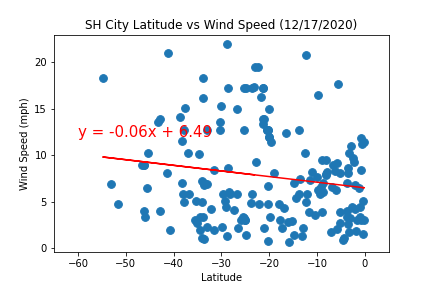 SH City Latitude vs Wind Speed (12/17/2020)
Wind Speed (mph)
20
15
10
5
0
y = -0.06x + 6.49
−60 −50 −40 −30 −20 −10 0
Latitude